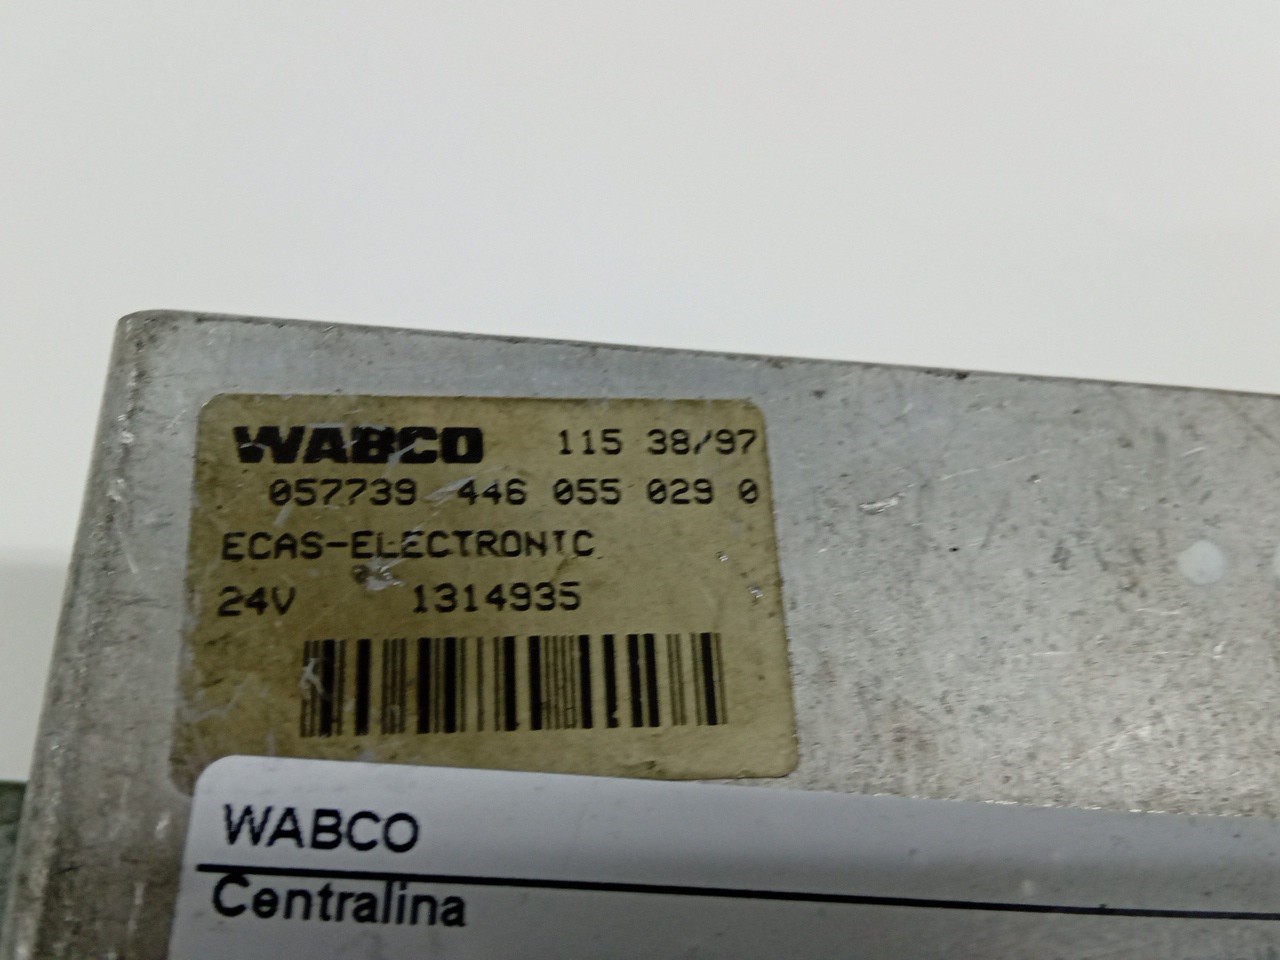 WABCO 115 38/97
057739 446 055 029 0
ECAS-ELECTRONIC
24V 1314935
WABCO
Centralina